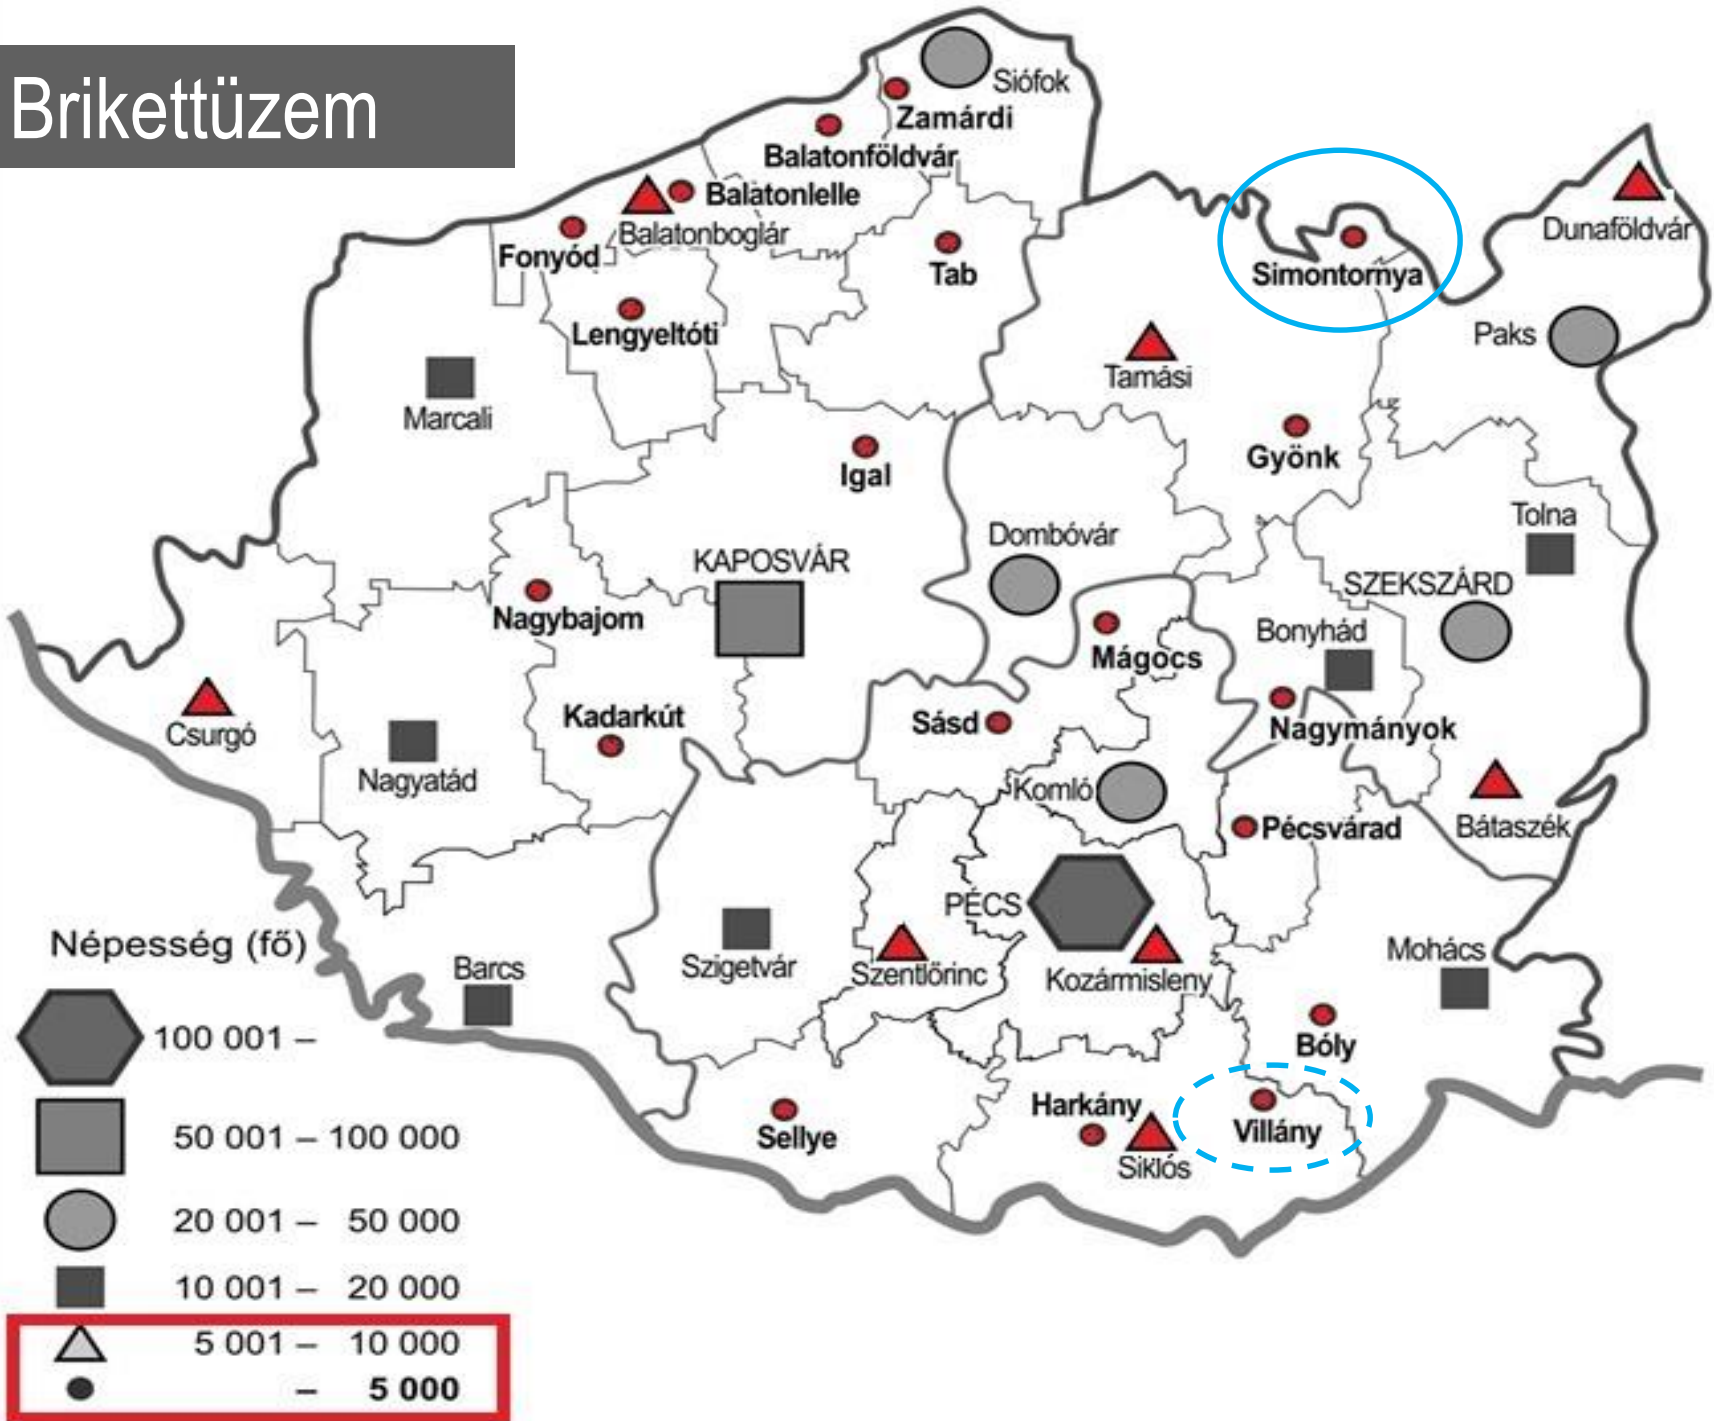 Brikettüzem
Siófok
Zamárdi
Balatonföldvár
Balatonlelle
Balatonboglár
Fonyód
Tab
Lengyeltóti
Simontornya
Dunaföldvár
Paks
Tamási
Marcali
Igal
Gyönk
Tolna
Dombóvár
KAPOSVÁR
SZEKSZÁRD
Nagybajom
Bonyhád
Mágocs
Csurgó
Kadarkút
Sásd
Nagymányok
Nagyatád
Komló
Pécsvárad
Bátaszék
PÉCS
Mohács
Szigetvár
Szentlőrinc
Kozármisleny
Barcs
Bóly
Harkány
Villány
Sellye
Siklós
Népesség (fő)
100 001 –
50 001 – 100 000
20 001 – 50 000
10 001 – 20 000
5 001 – 10 000
– 5 000